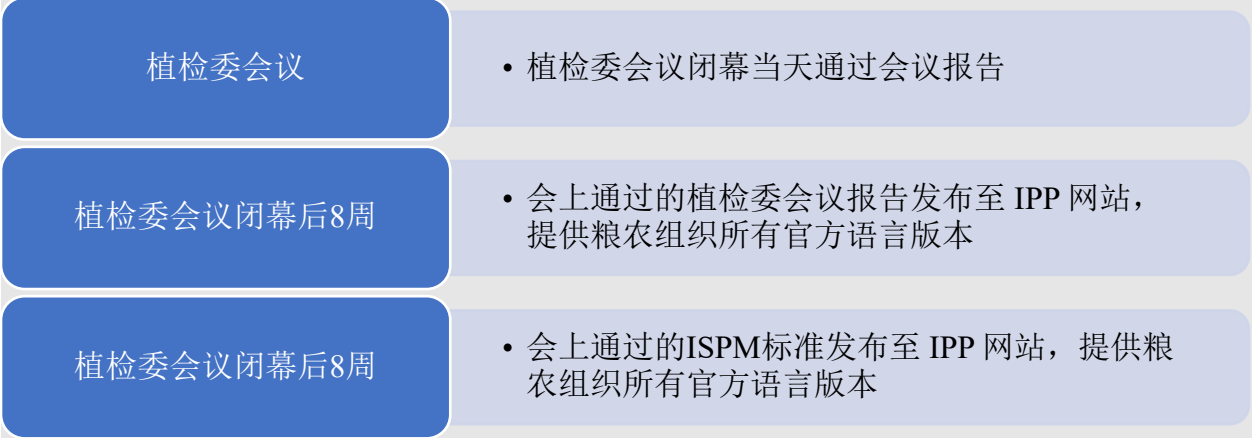 植检委会议
• 植检委会议闭幕当天通过会议报告
植检委会议闭幕后8周
• 会上通过的植检委会议报告发布至 IPP 网站，
提供粮农组织所有官方语言版本
植检委会议闭幕后8周
• 会上通过的ISPM标准发布至 IPP 网站，提供粮
农组织所有官方语言版本